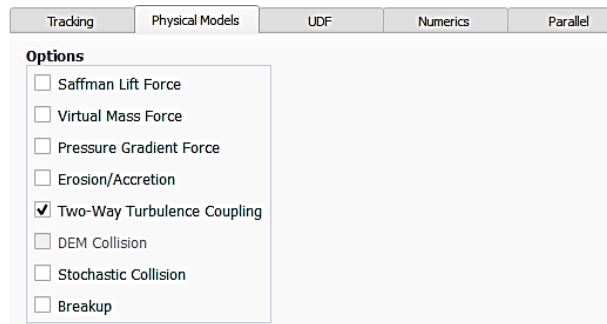 Tracking Physical Models UDF Numerics Parallel
Options
Saffman Lift Force
Virtual Mass Force
Pressure Gradient Force
Erosion/Accretion
Two-Way Turbulence Coupling
DEM Collision
Stochastic Collision
Breakup